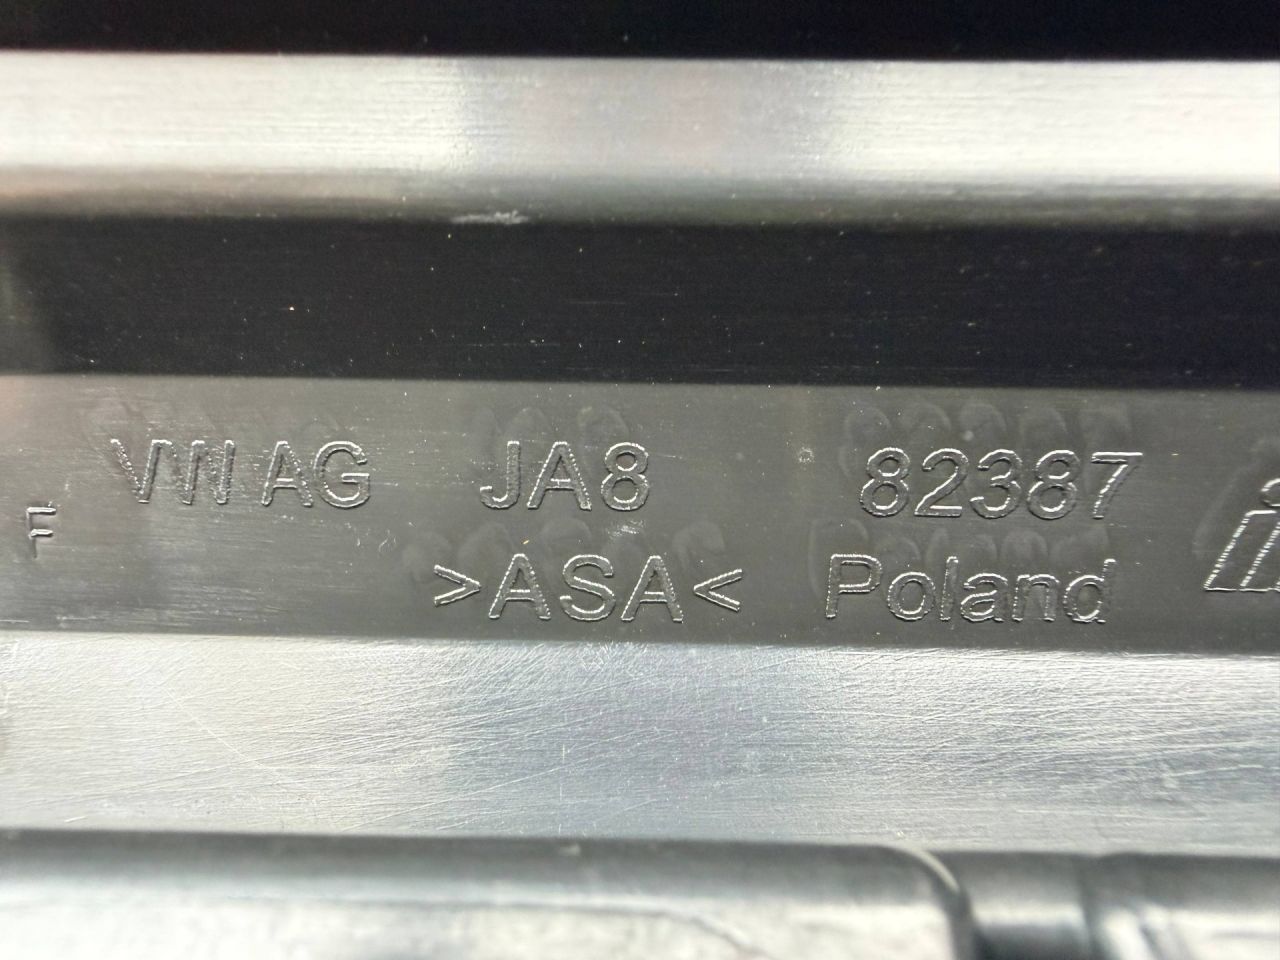 VW AG JA8 82387
F
>ASA< Poland